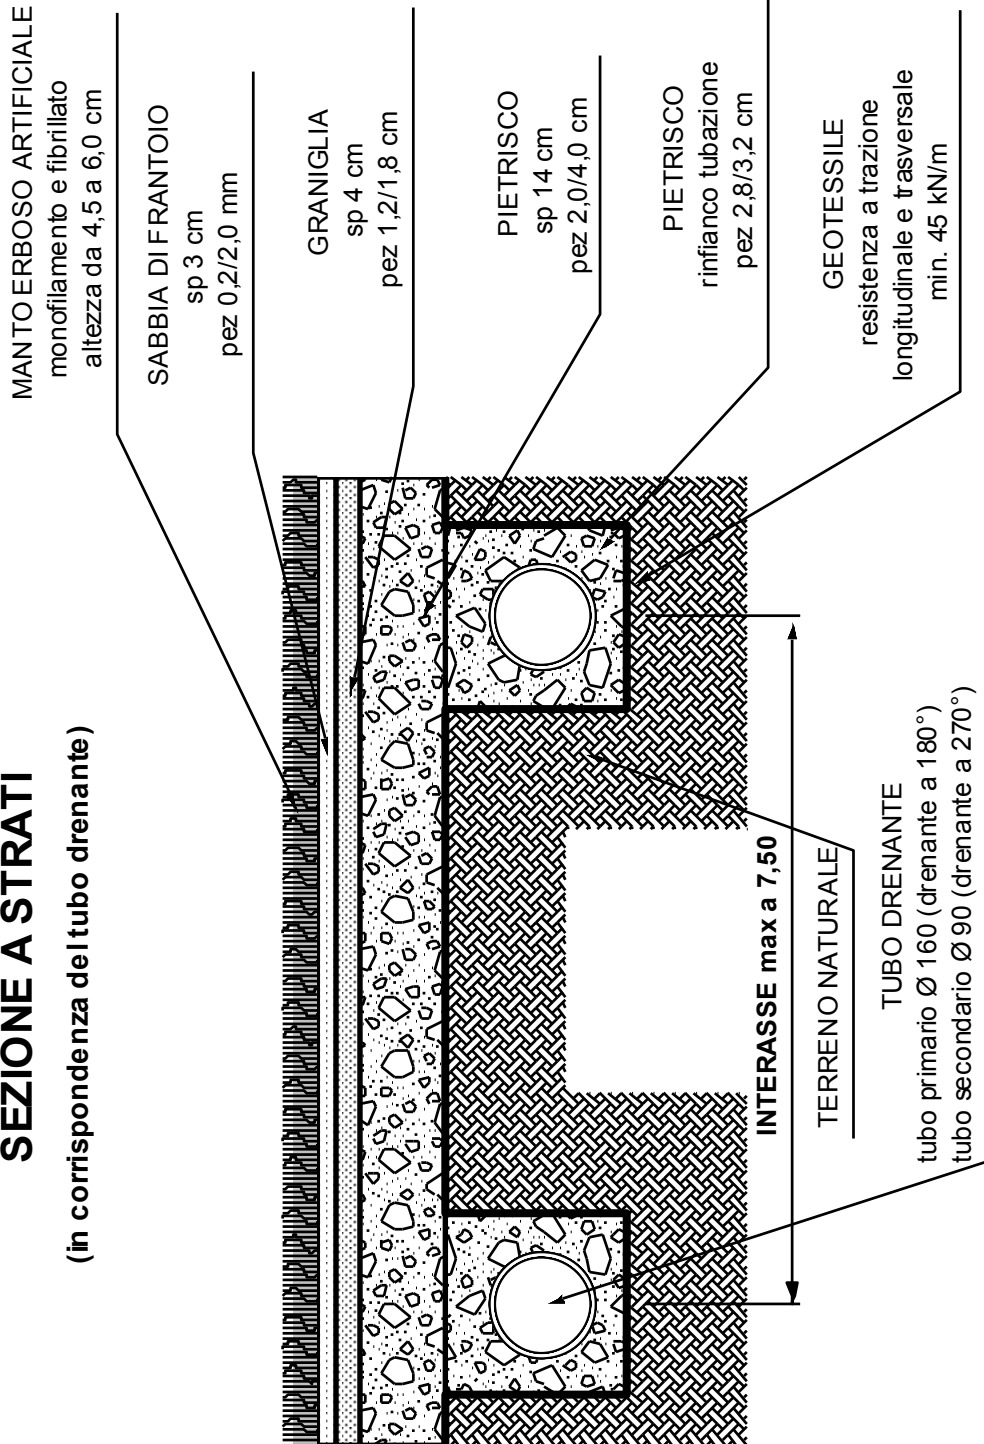 SEZIONE A STRATI
(in corrispondenza del tubo drenante)
MANTO ERBOSO ARTIFICIALE
monofilamento e fibrillato
altezza da 4,5 a 6,0 cm
SABBIA DI FRANTOIO
sp 3 cm
pez 0,2/2,0 mm
GRANIGLIA
sp 4 cm
pez 1,2/1,8 cm
PIETRISCO
sp 14 cm
pez 2,0/4,0 cm
PIETRISCO
rinfianco tubazione
pez 2,8/3,2 cm
GEOTESSILE
resistenza a trazione
longitudinale e trasversale
min. 45 kN/m
INTERASSE max a 7,50
TERRENO NATURALE
TUBO DRENANTE
tubo primario Ø 160 (drenante a 180°)
tubo secondario Ø 90 (drenante a 270°)